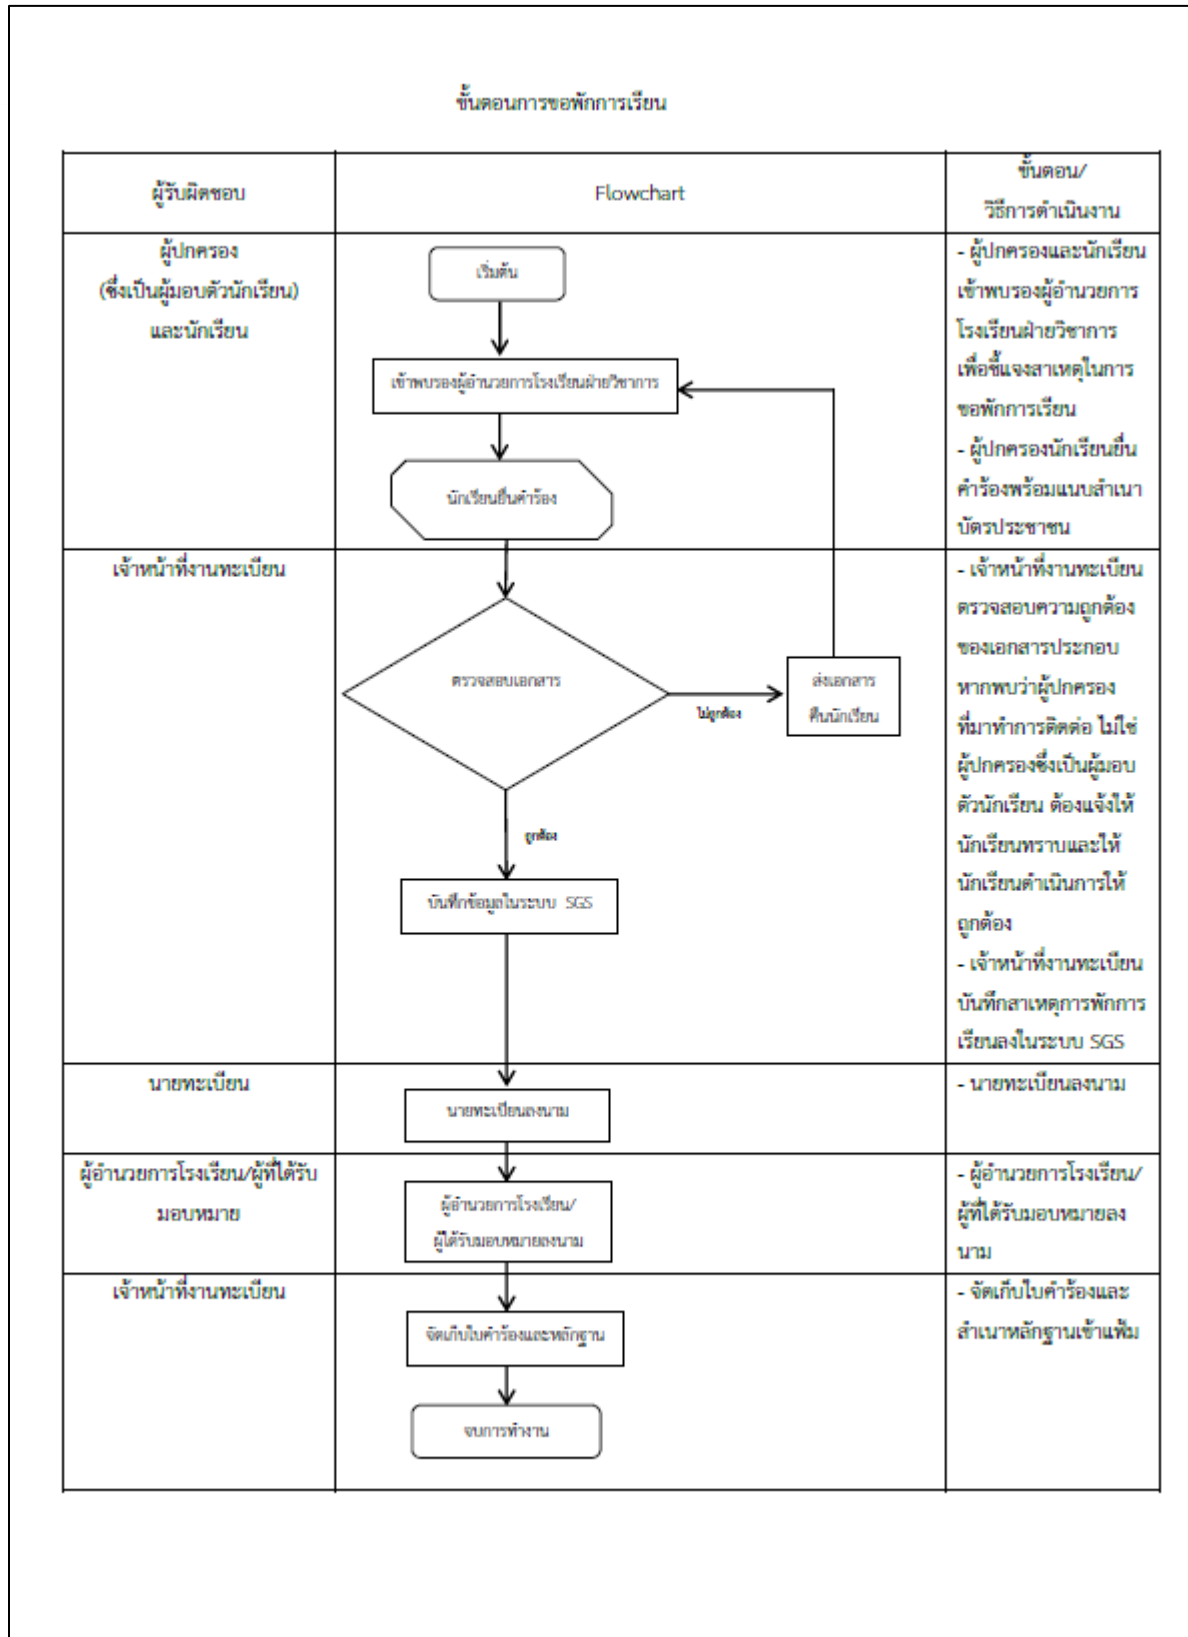 ขั้นตอนการขอพักการเรียน
ผู้รับผิดชอบ
Flowchart
ขั้นตอน/
วิธีการดำเนินงาน
ผู้ปกครอง
(ซึ่งเป็นผู้มอบตัวนักเรียน)
และนักเรียน
เริ่มต้น
เข้าพบรองผู้อำนวยการโรงเรียนฝ่ายวิชาการ
นักเรียนยื่นคำร้อง
- ผู้ปกครองและนักเรียน
เข้าพบรองผู้อำนวยการ
โรงเรียนฝ่ายวิชาการ
เพื่อชี้แจงสาเหตุในการ
ขอพักการเรียน
- ผู้ปกครองนักเรียนยื่น
คำร้องพร้อมแนบสำเนา
บัตรประชาชน
เจ้าหน้าที่งานทะเบียน
ตรวจสอบเอกสาร
ไม่ถูกต้อง
ส่งเอกสาร
คืนนักเรียน
ถูกต้อง
บันทึกข้อมูลในระบบ SGS
- เจ้าหน้าที่งานทะเบียน
ตรวจสอบความถูกต้อง
ของเอกสารประกอบ
หากพบว่าผู้ปกครอง
ที่มาทำการติดต่อ ไม่ใช่
ผู้ปกครองซึ่งเป็นผู้มอบ
ตัวนักเรียน ต้องแจ้งให้
นักเรียนทราบและให้
นักเรียนดำเนินการให้
ถูกต้อง
- เจ้าหน้าที่งานทะเบียน
บันทึกสาเหตุการพักการ
เรียนลงในระบบ SGS
นายทะเบียน
นายทะเบียนลงนาม
- นายทะเบียนลงนาม
ผู้อำนวยการโรงเรียน/ผู้ที่ได้รับ
มอบหมาย
ผู้อำนวยการโรงเรียน/
ผู้ได้รับมอบหมายลงนาม
- ผู้อำนวยการโรงเรียน/
ผู้ที่ได้รับมอบหมายลง
นาม
เจ้าหน้าที่งานทะเบียน
จัดเก็บใบคำร้องและหลักฐาน
จบการทำงาน
- จัดเก็บใบคำร้องและ
สำเนาหลักฐานเข้าแฟ้ม